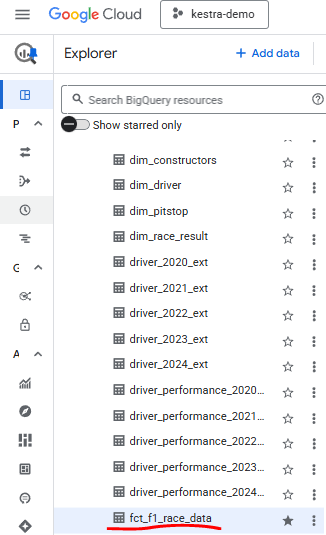 Google Cloud
kestra-demo
Explorer
+ Add data
Search BigQuery resources
Show starred only
P
G
A
dim_constructors
dim_driver
dim_pitstop
dim_race_result
driver_2020_ext
driver_2021_ext
driver_2022_ext
driver_2023_ext
driver_2024_ext
driver_performance_2020...
driver_performance_2021...
driver_performance_2022...
driver_performance_2023...
driver_performance_2024...
fct_f1_race_data